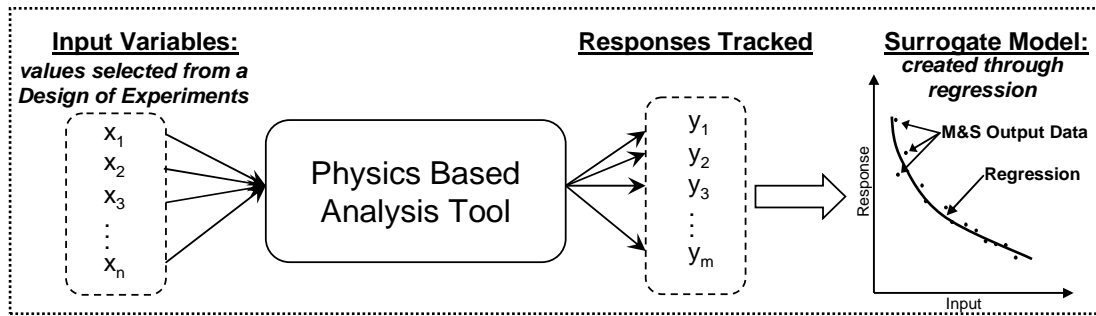 Input Variables:
values selected from a
Design of Experiments
x1
x2
x3
.
.
.
xn
Physics Based
Analysis Tool
Responses Tracked
y1
y2
y3
.
.
.
ym
Surrogate Model:
created through
regression
M&S Output Data
Regression
Response
Input